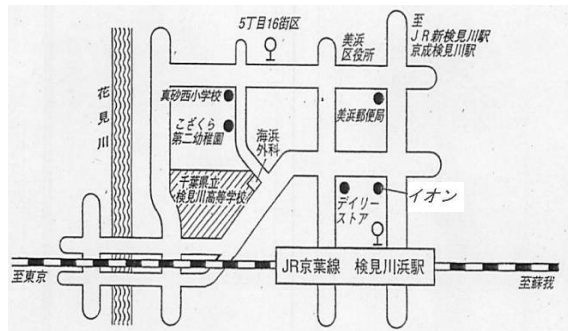 5丁目16街区
美浜
区役所
至
JR新検見川駅
京成検見川駅
花見川
真砂西小学校
こざくら
第二幼稚園
海浜
外科
美浜郵便局
千葉県立
検見川高等学校
デイリー
ストア
イオン
JR京葉線 検見川浜駅
至東京
至蘇我